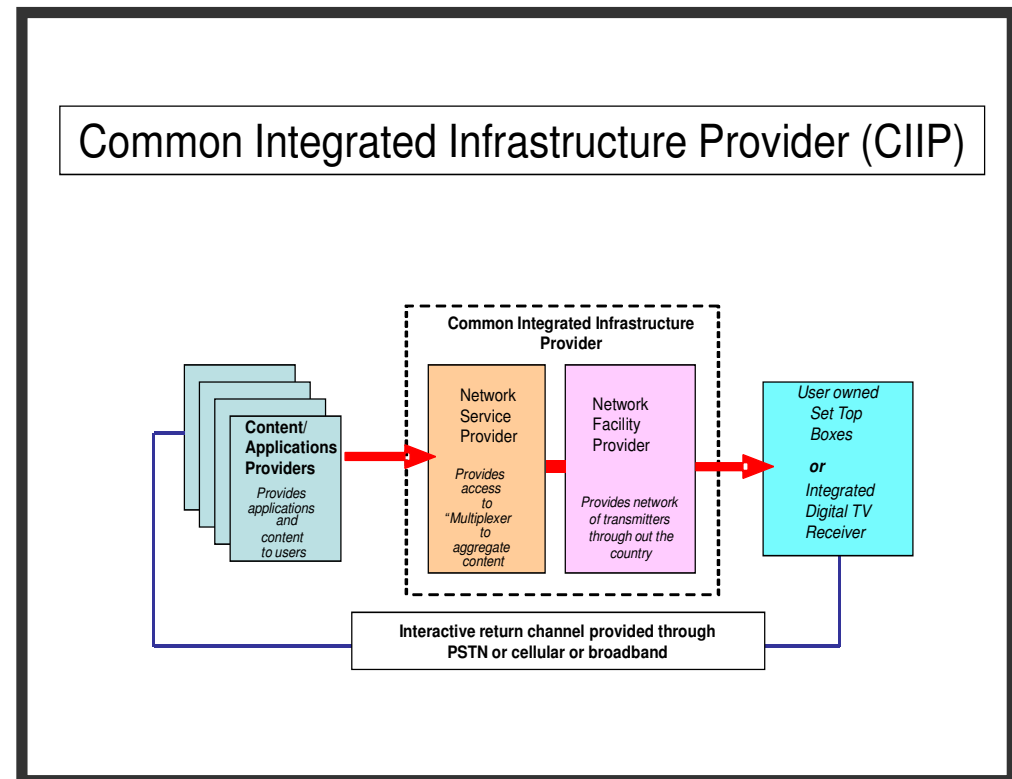 Common Integrated Infrastructure Provider (CIIP)
Common Integrated Infrastructure
Provider
Content/
Applications
Providers
Provides
applications
and
content
to users
Network
Service
Provider
Provides
access
to
“Multiplexer
to
aggregate
content
Network
Facility
Provider
Provides network
of transmitters
through out the
country
User owned
Set Top
Boxes
or
Integrated
Digital TV
Receiver
Interactive return channel provided through
PSTN or cellular or broadband